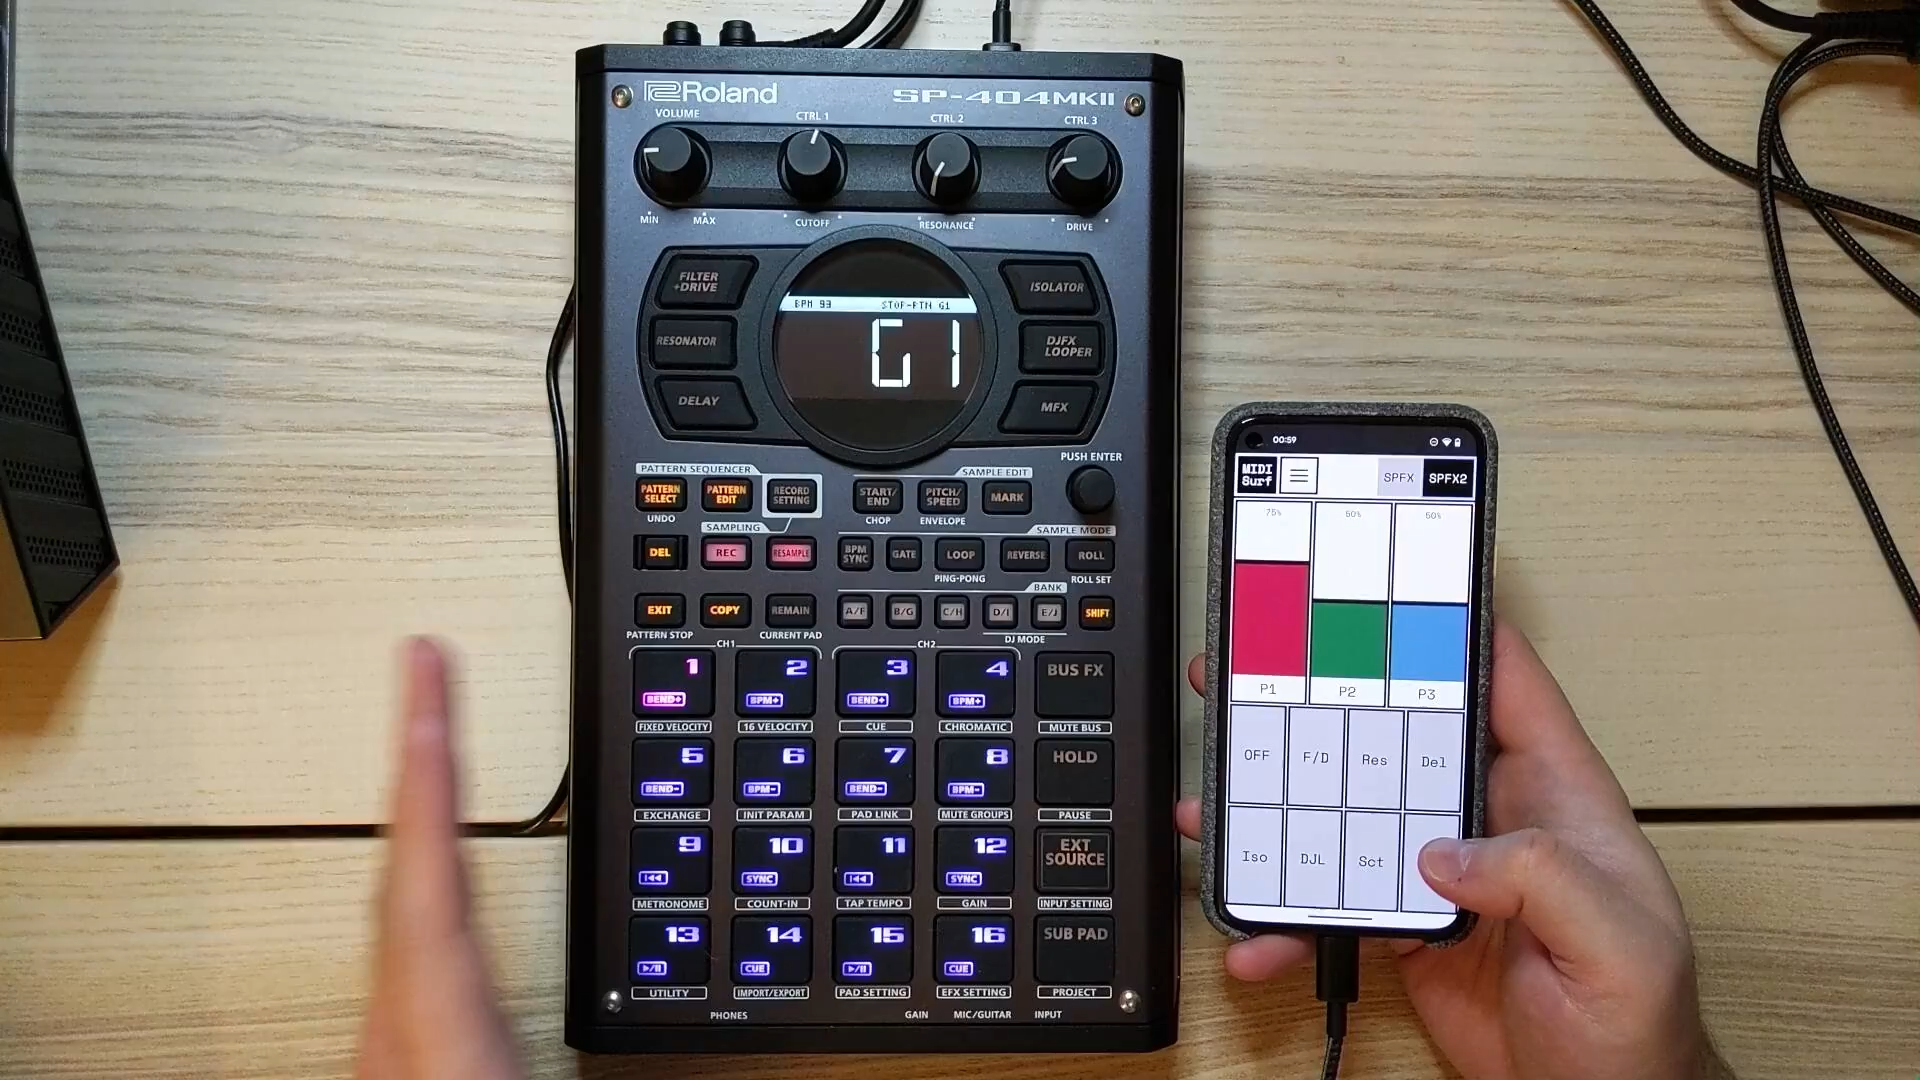 Roland
SP-404MKII
VOLUME
CTRL 1
CTRL 2
CTRL 3
MIN
MAX
CUTOFF
RESONANCE
DRIVE
FILTER
+DRIVE
ISOLATOR
BPM 93
STOP-PTN G1
G1
RESONATOR
DJFX
LOOPER
DELAY
MFX
PUSH ENTER
PATTERN SEQUENCER
SAMPLE EDIT
PATTERN
SELECT
PATTERN
EDIT
RECORD
SETTING
START/
END
PITCH/
SPEED
MARK
UNDO
CHOP
ENVELOPE
SAMPLING
SAMPLE MODE
DEL
REC
RESAMPLE
BPM
SYNC
GATE
LOOP
REVERSE
ROLL
PING-PONG
ROLL SET
BANK
EXIT
COPY
REMAIN
A/F
B/G
C/H
D/I
E/J
SHIFT
PATTERN STOP
CURRENT PAD
DJ MODE
CH1
CH2
1
BEND+
2
BPM+
3
BEND+
4
BPM+
BUS FX
FIXED VELOCITY
16 VELOCITY
CUE
CHROMATIC
MUTE BUS
5
BEND-
6
BPM-
7
BEND-
8
BPM-
HOLD
EXCHANGE
INIT PARAM
PAD LINK
MUTE GROUPS
PAUSE
9
10
SYNC
11
12
SYNC
EXT
SOURCE
METRONOME
COUNT-IN
TAP TEMPO
GAIN
INPUT SETTING
13
14
CUE
15
16
CUE
SUB PAD
UTILITY
IMPORT/EXPORT
PAD SETTING
EFX SETTING
PROJECT
PHONES
GAIN
MIC/GUITAR
INPUT
00:59
MIDI
Surf
SPFX
SPFX2
75%
50%
50%
P1
P2
P3
OFF
F/D
Res
Del
Iso
DJL
Sct